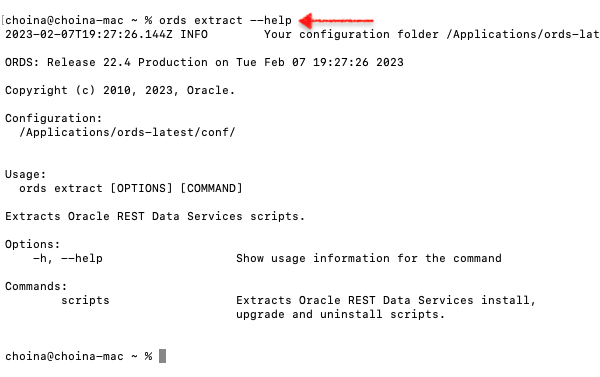 choina@choina-mac ~ % ords extract --help
2023-02-07T19:27:26.144Z INFO        Your configuration folder /Applications/ords-lat
ORDS: Release 22.4 Production on Tue Feb 07 19:27:26 2023
Copyright (c) 2010, 2023, Oracle.
Configuration:
  /Applications/ords-latest/conf/
Usage:
  ords extract [OPTIONS] [COMMAND]
Extracts Oracle REST Data Services scripts.
Options:
    -h, --help                   Show usage information for the command
Commands:
        scripts                  Extracts Oracle REST Data Services install,
                                 upgrade and uninstall scripts.
choina@choina-mac ~ %